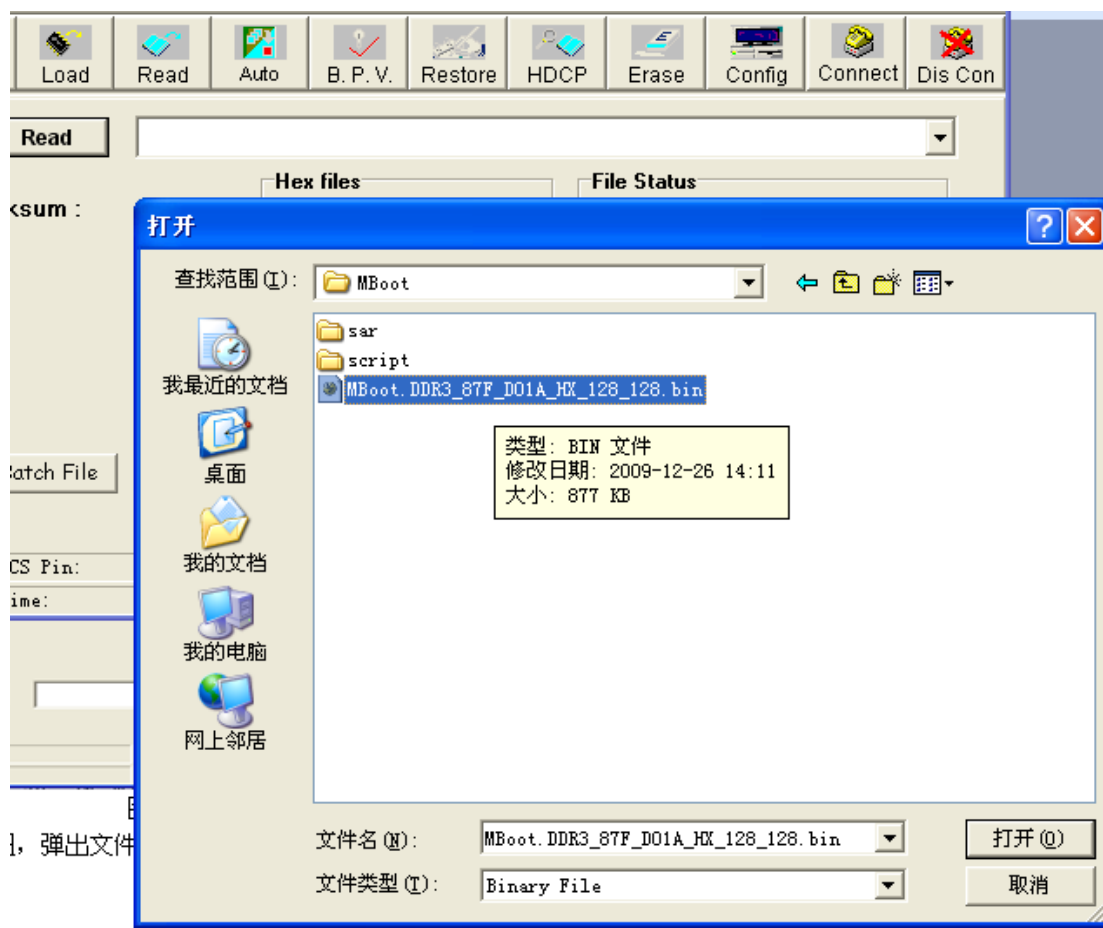 Load Read Auto B. P. V. Restore HDCP Erase Config Connect Dis Con
Read
Hex files File Status
ksum :
打开
查找范围(I): MBoot
sar
script
MBoot.DDR3_87F_D01A_HX_128_128.bin
类型: BIN 文件
修改日期: 2009-12-26 14:11
大小: 877 KB
我最近的文档
桌面
我的文档
我的电脑
网上邻居
atch File
CS Pin:
ime:
，弹出文件
文件名(N): MBoot.DDR3_87F_D01A_HX_128_128.bin 打开(O)
文件类型(T): Binary File 取消